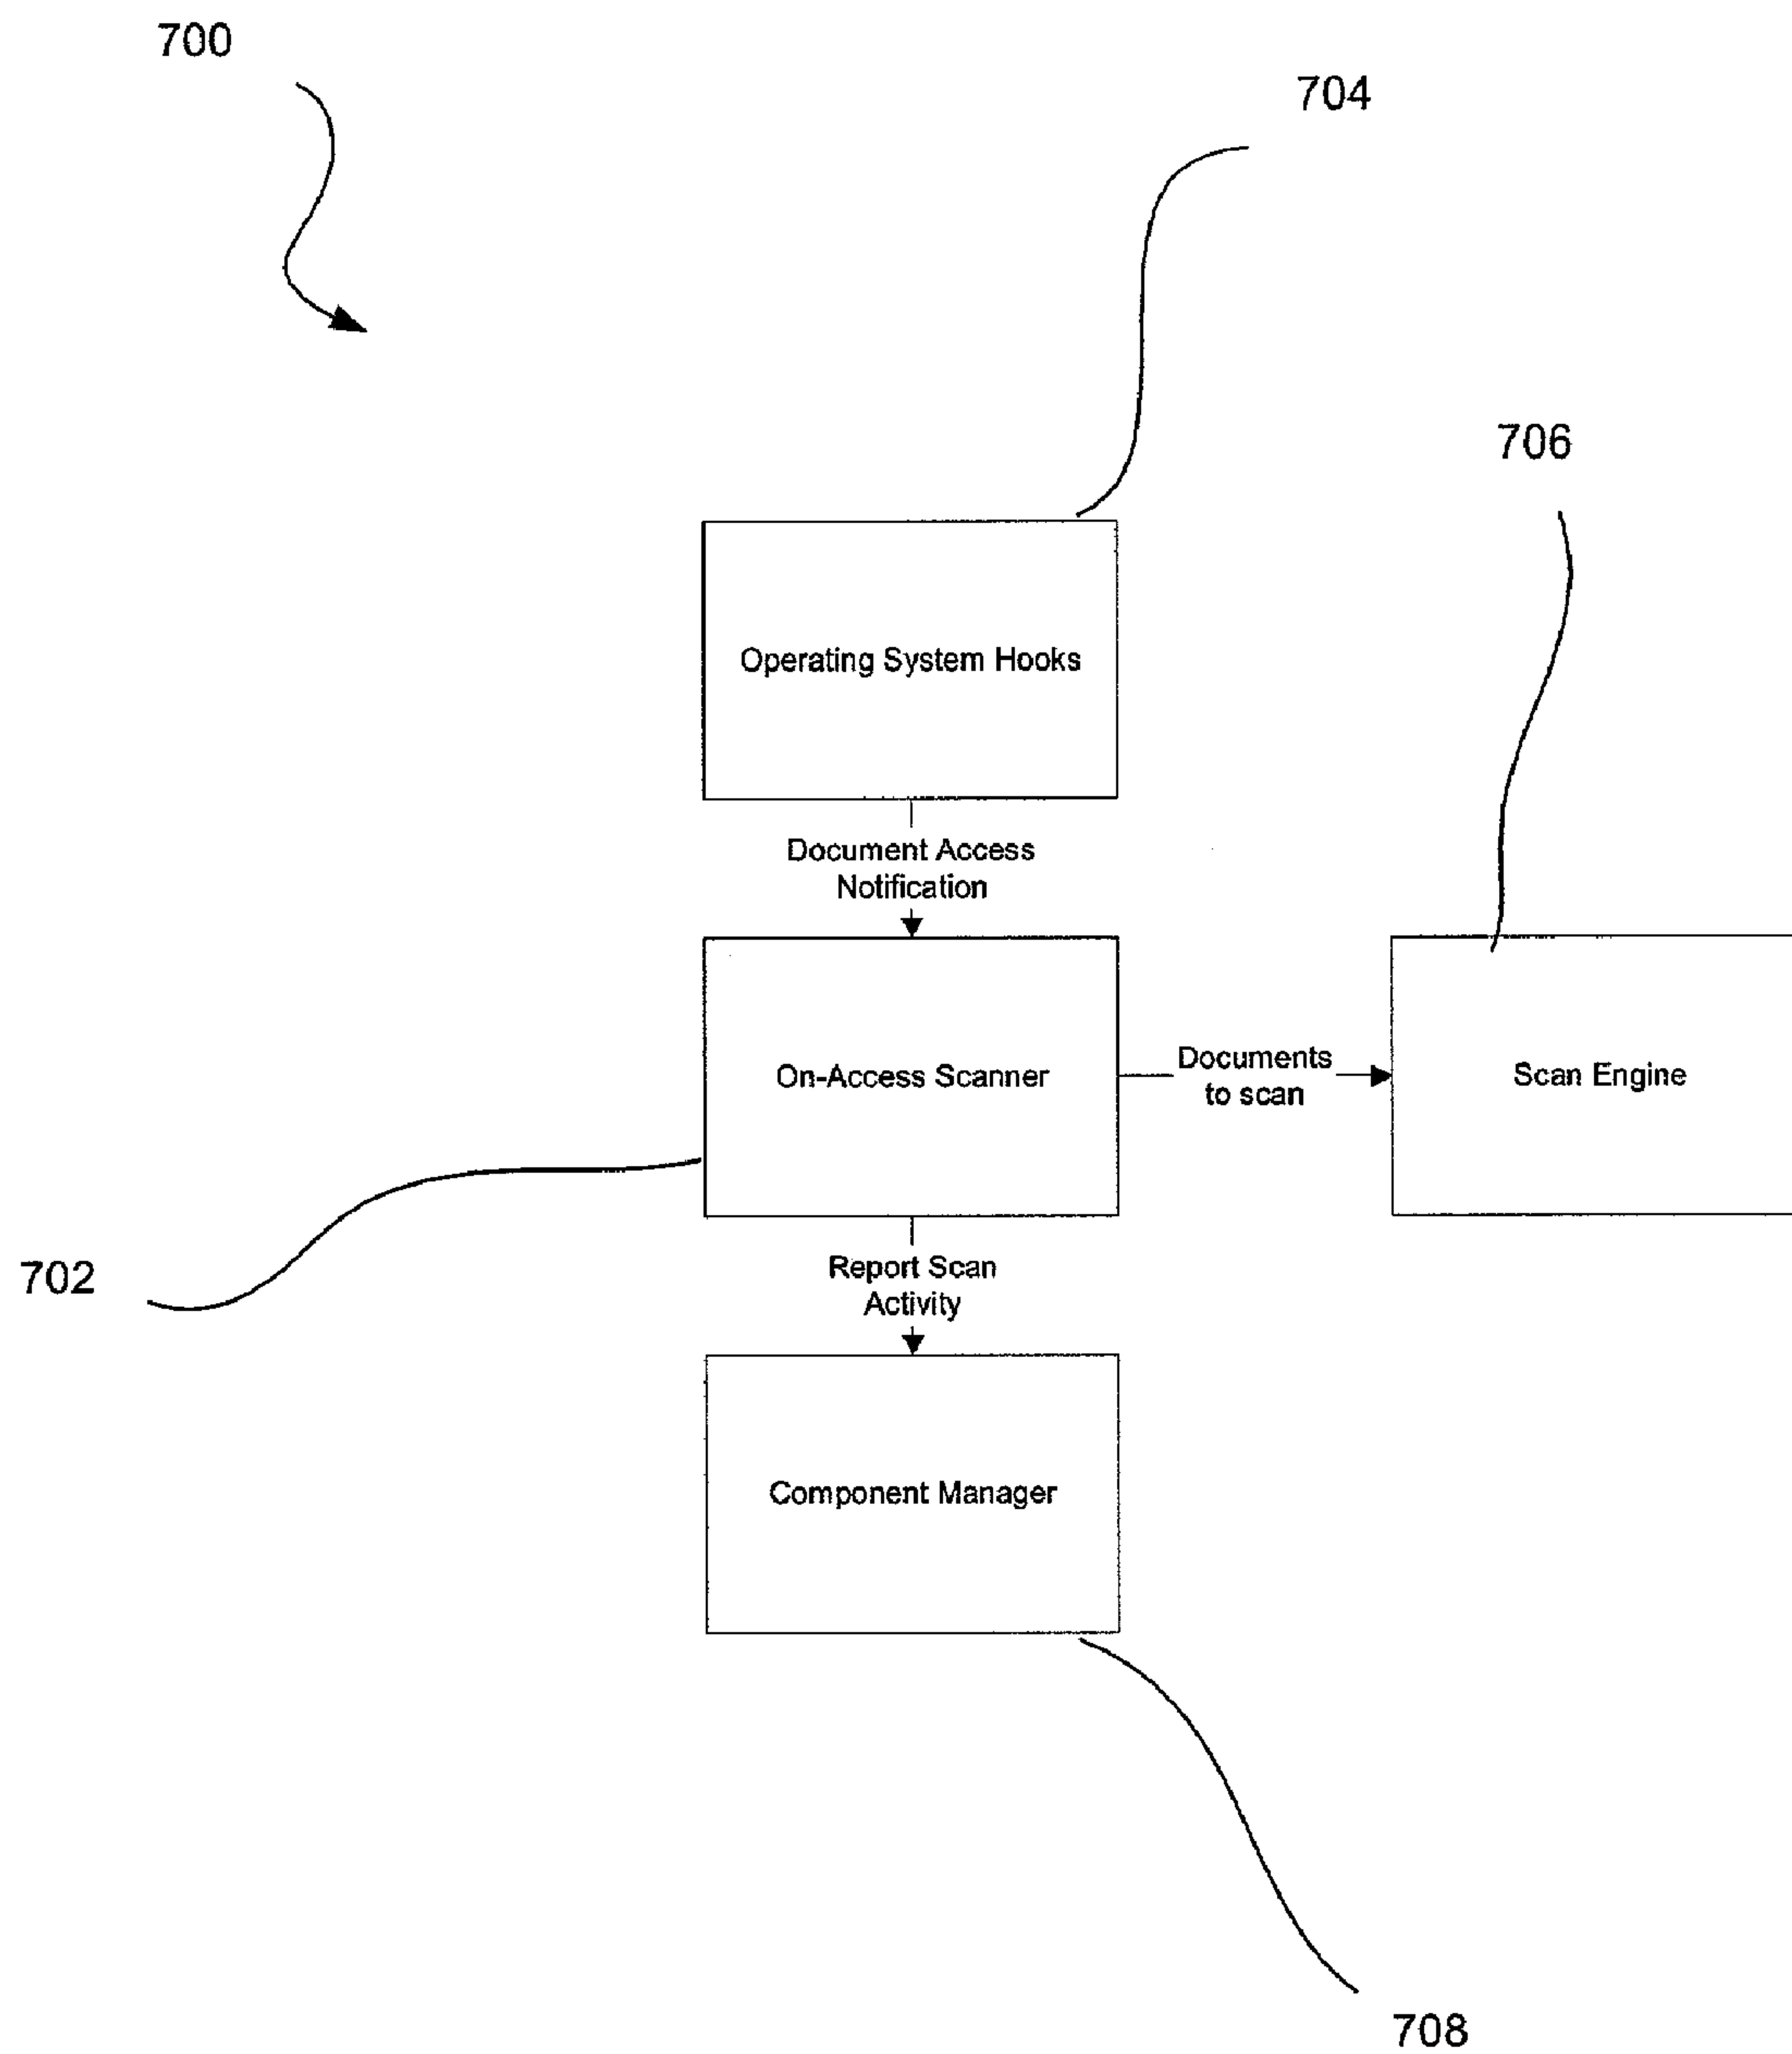 700
704
706
Operating System Hooks
Document Access
Notification
On-Access Scanner
Documents
to scan
Scan Engine
702
Report Scan
Activity
Component Manager
708